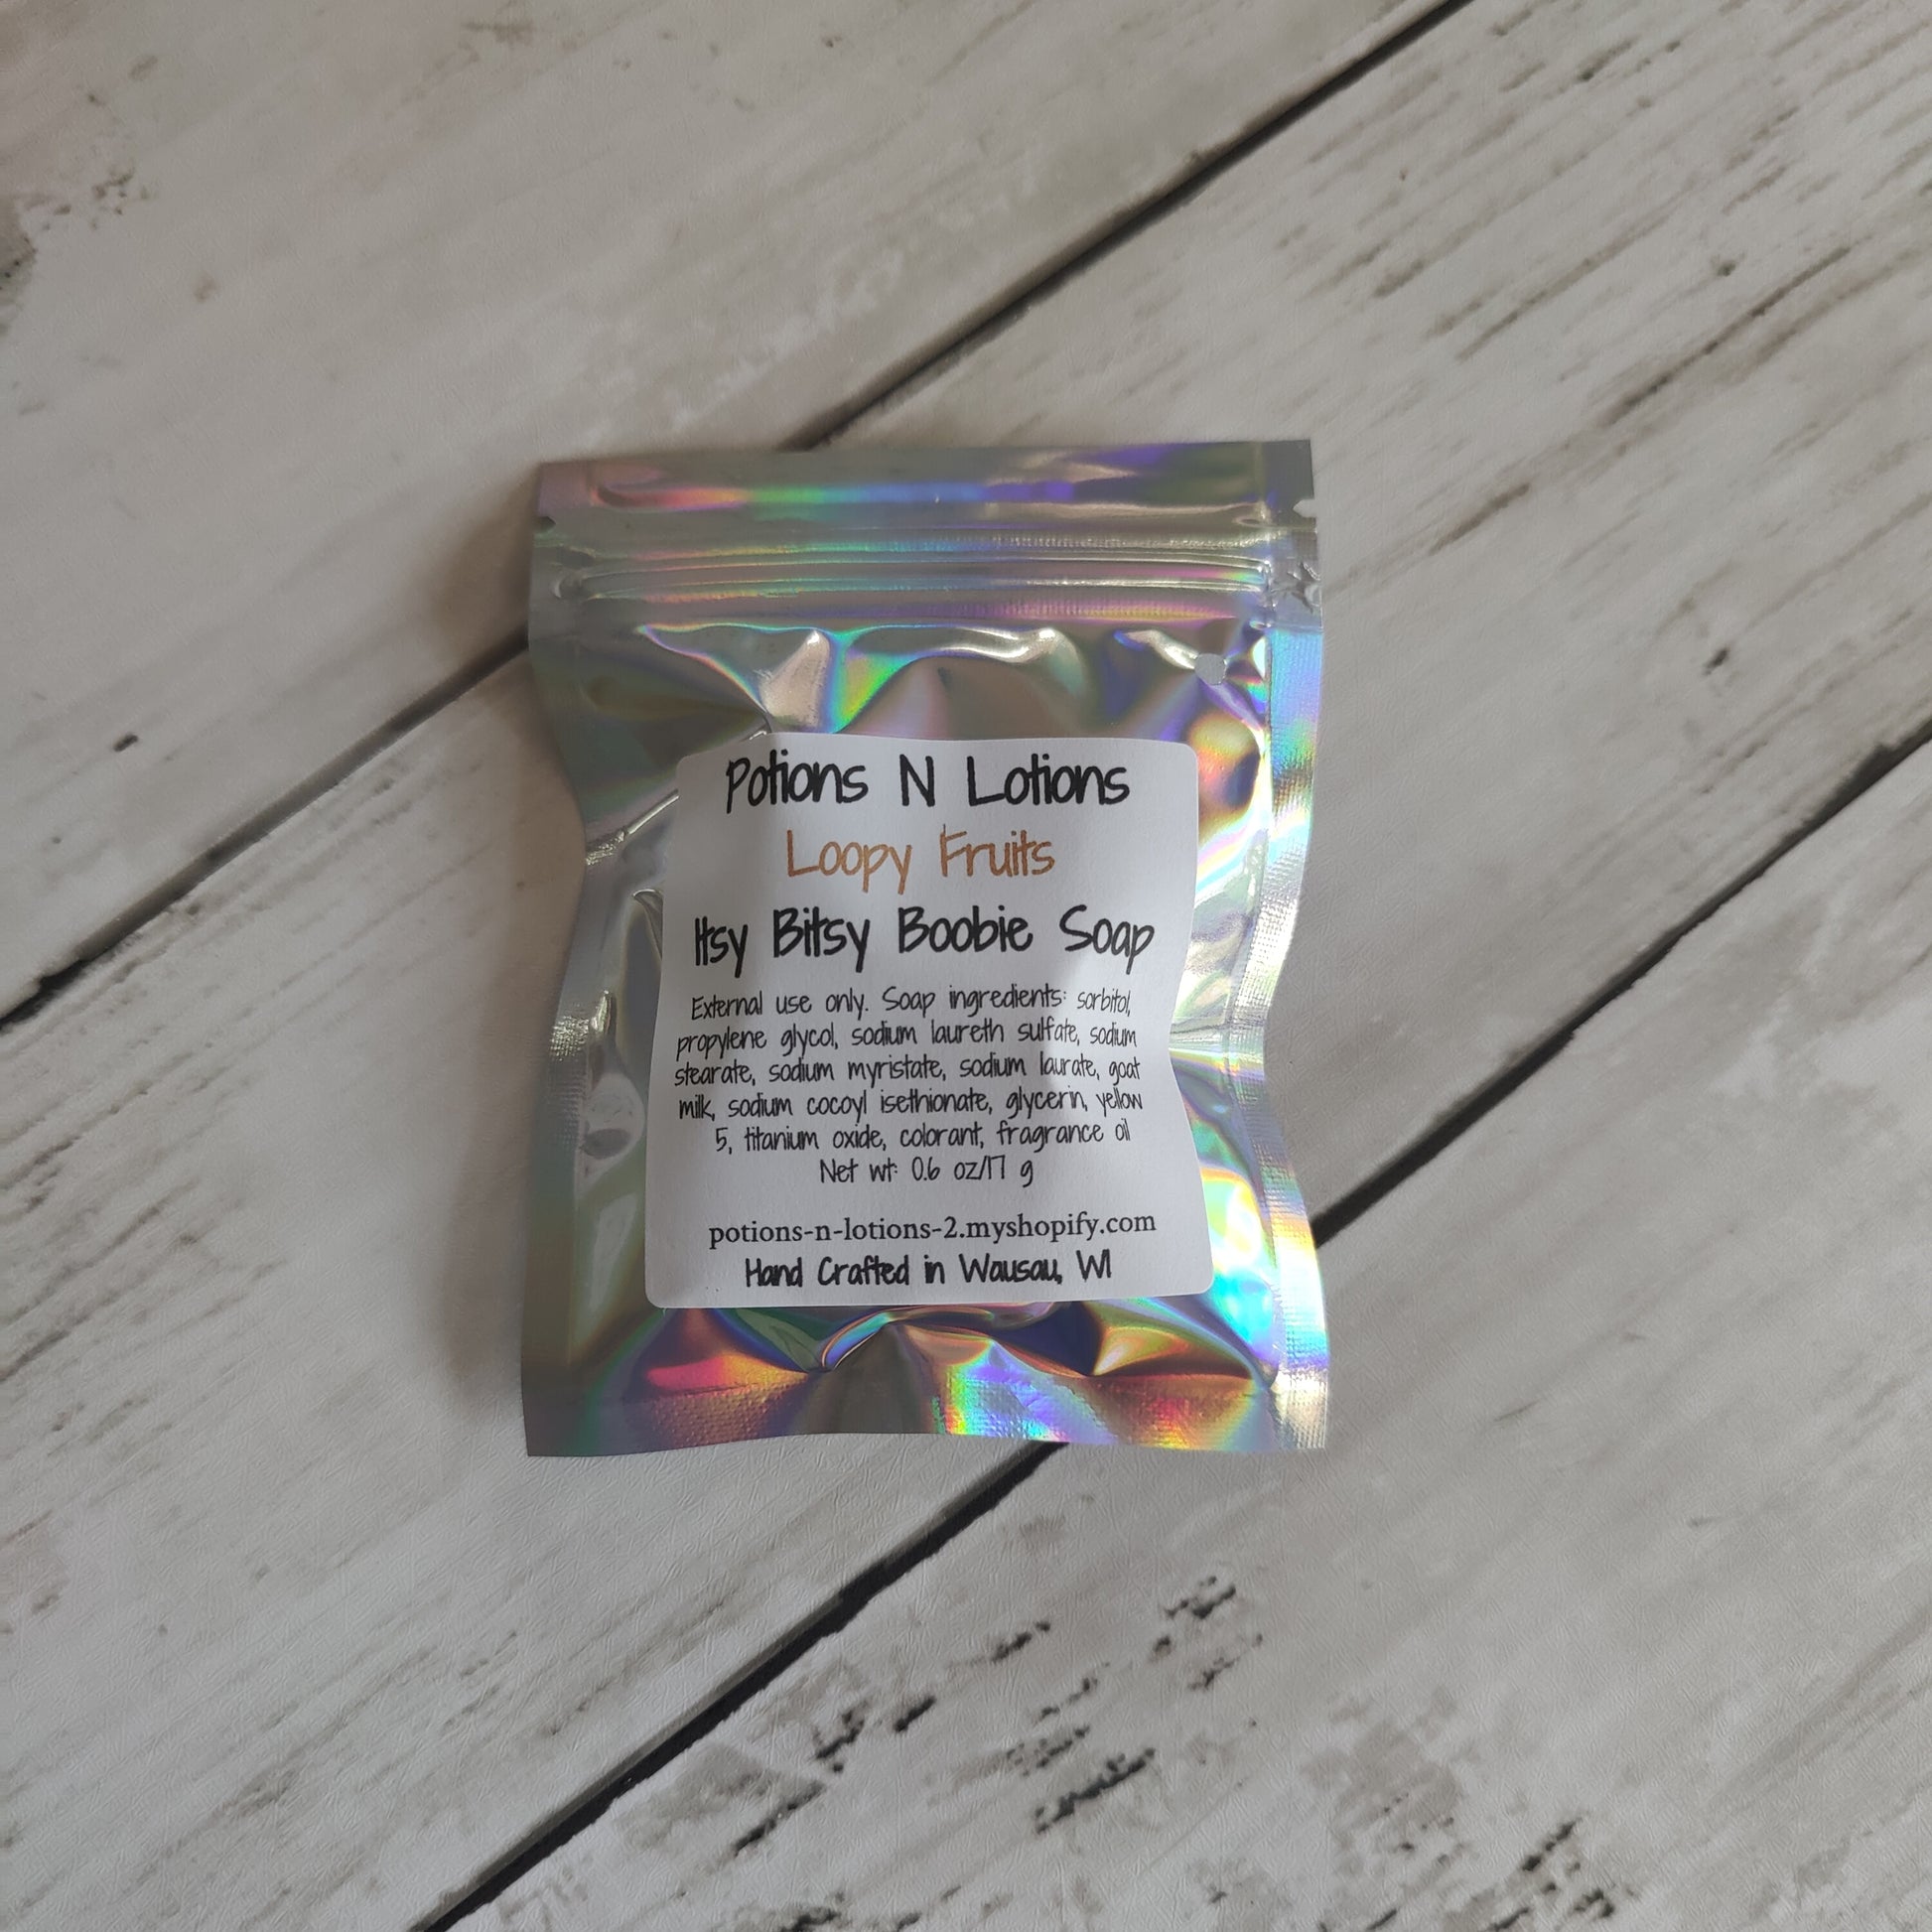 Potions N Lotions
Loopy Fruits
Itsy Bitsy Boobie Soap
External use only. Soap ingredients: sorbitol,
propylene glycol, sodium laureth sulfate, sodium
stearate, sodium myristate, sodium laurate, goat
milk, sodium cocoyl isethionate, glycerin, yellow
5, titanium oxide, colorant, fragrance oil
Net wt: 0.6 oz/17 g
potions-n-lotions-2.myshopify.com
Hand Crafted in Wausau, WI